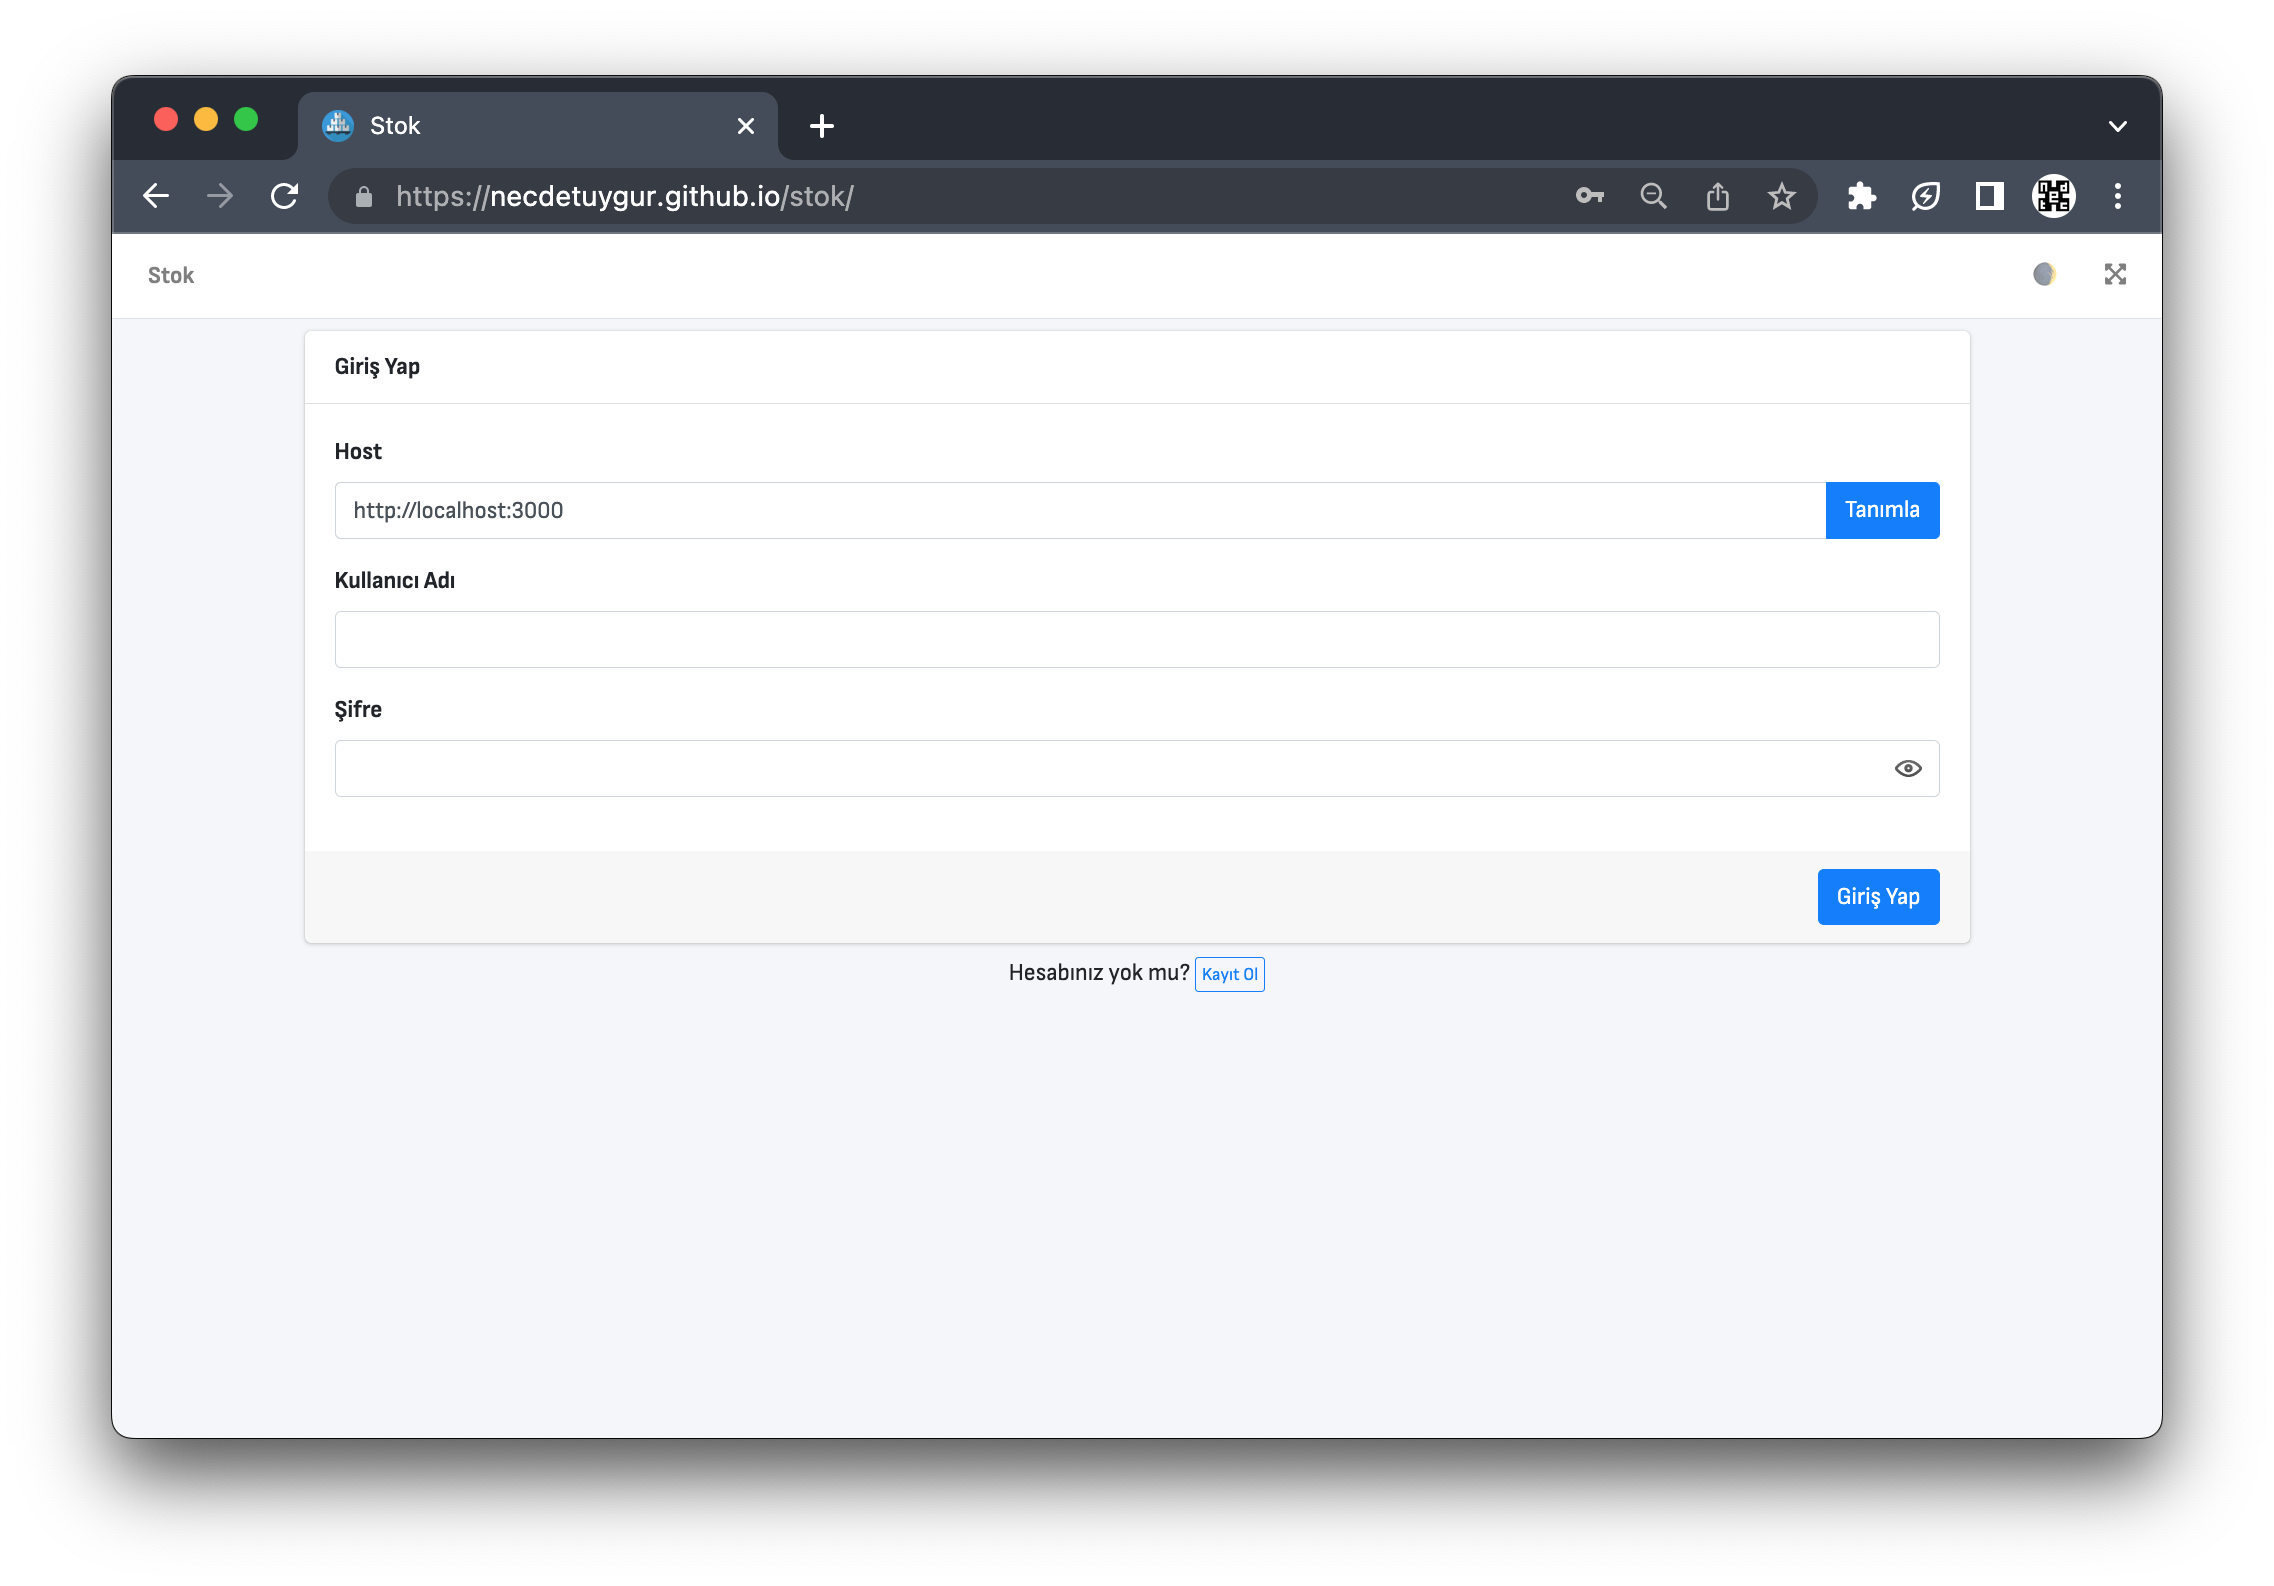 Stok
https://necdetuygur.github.io/stok/
Stok
Giriş Yap
Host
http://localhost:3000
Tanımla
Kullanıcı Adı
Şifre
Giriş Yap
Hesabınız yok mu? Kayıt Ol